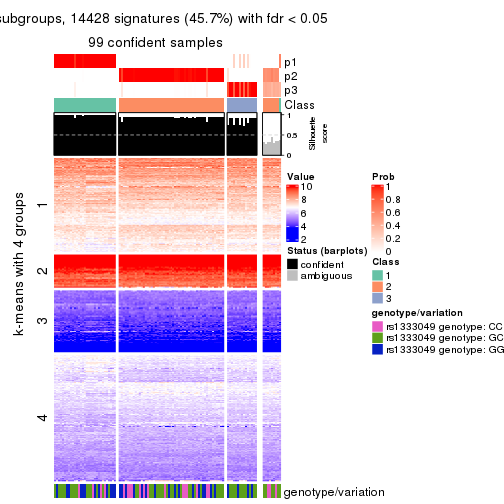 subgroups, 14428 signatures (45.7%) with fdr < 0.05
99 confident samples
p1
p2
p3
Class
1
0.5
0
Silhouette
score
k-means with 4 groups
1
2
3
4
Value
10
8
6
4
2
Status (barplots)
confident
ambiguous
Prob
1
0.8
0.6
0.4
0.2
0
Class
1
2
3
genotype/variation
rs1333049 genotype: CC
rs1333049 genotype: GC
rs1333049 genotype: GG
genotype/variation